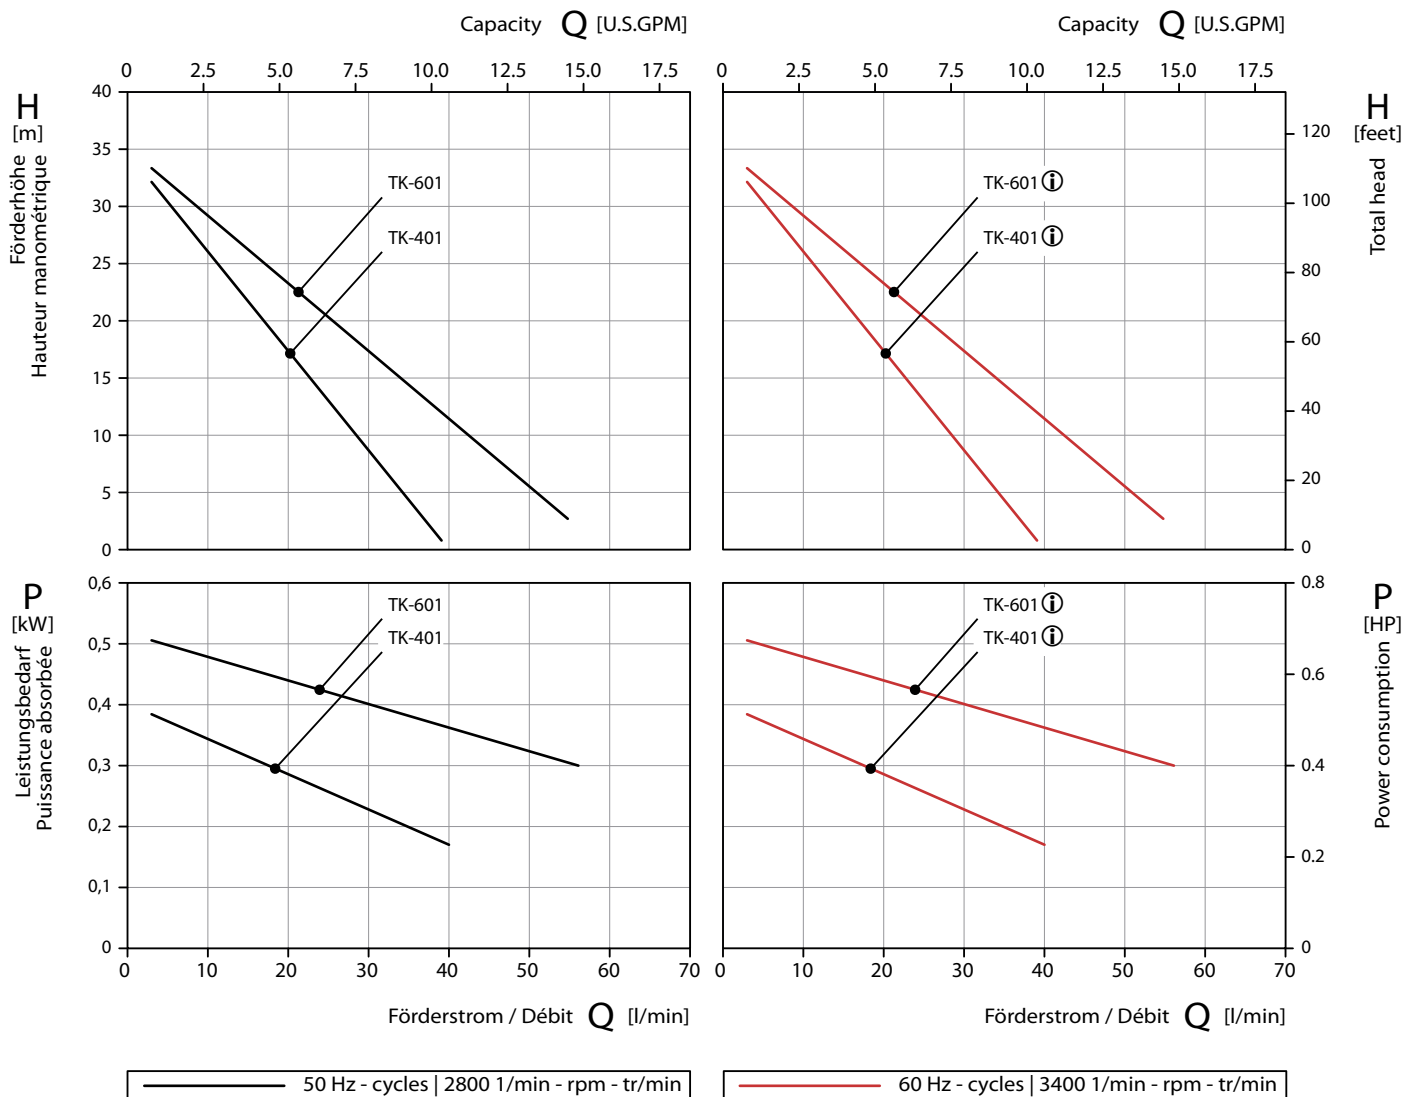 Capacity Q [U.S.GPM]
Capacity Q [U.S.GPM]
0 2.5 5.0 7.5 10.0 12.5 15.0 17.5
0 2.5 5.0 7.5 10.0 12.5 15.0 17.5
H
[m]
Förderhöhe
Hauteur manométrique
40
35
30
25
20
15
10
5
0
TK-601
TK-401
TK-601 ⓘ
TK-401 ⓘ
120
100
80
60
40
20
0
H
[feet]
Total head
P
[kW]
Leistungsbedarf
Puissance absorbée
0,6
0,5
0,4
0,3
0,2
0,1
0
TK-601
TK-401
TK-601 ⓘ
TK-401 ⓘ
0.8
0.6
0.4
0.2
0
P
[HP]
Power consumption
0 10 20 30 40 50 60 70
0 10 20 30 40 50 60 70
Förderstrom / Débit Q [l/min]
Förderstrom / Débit Q [l/min]
50 Hz - cycles | 2800 1/min - rpm - tr/min
60 Hz - cycles | 3400 1/min - rpm - tr/min